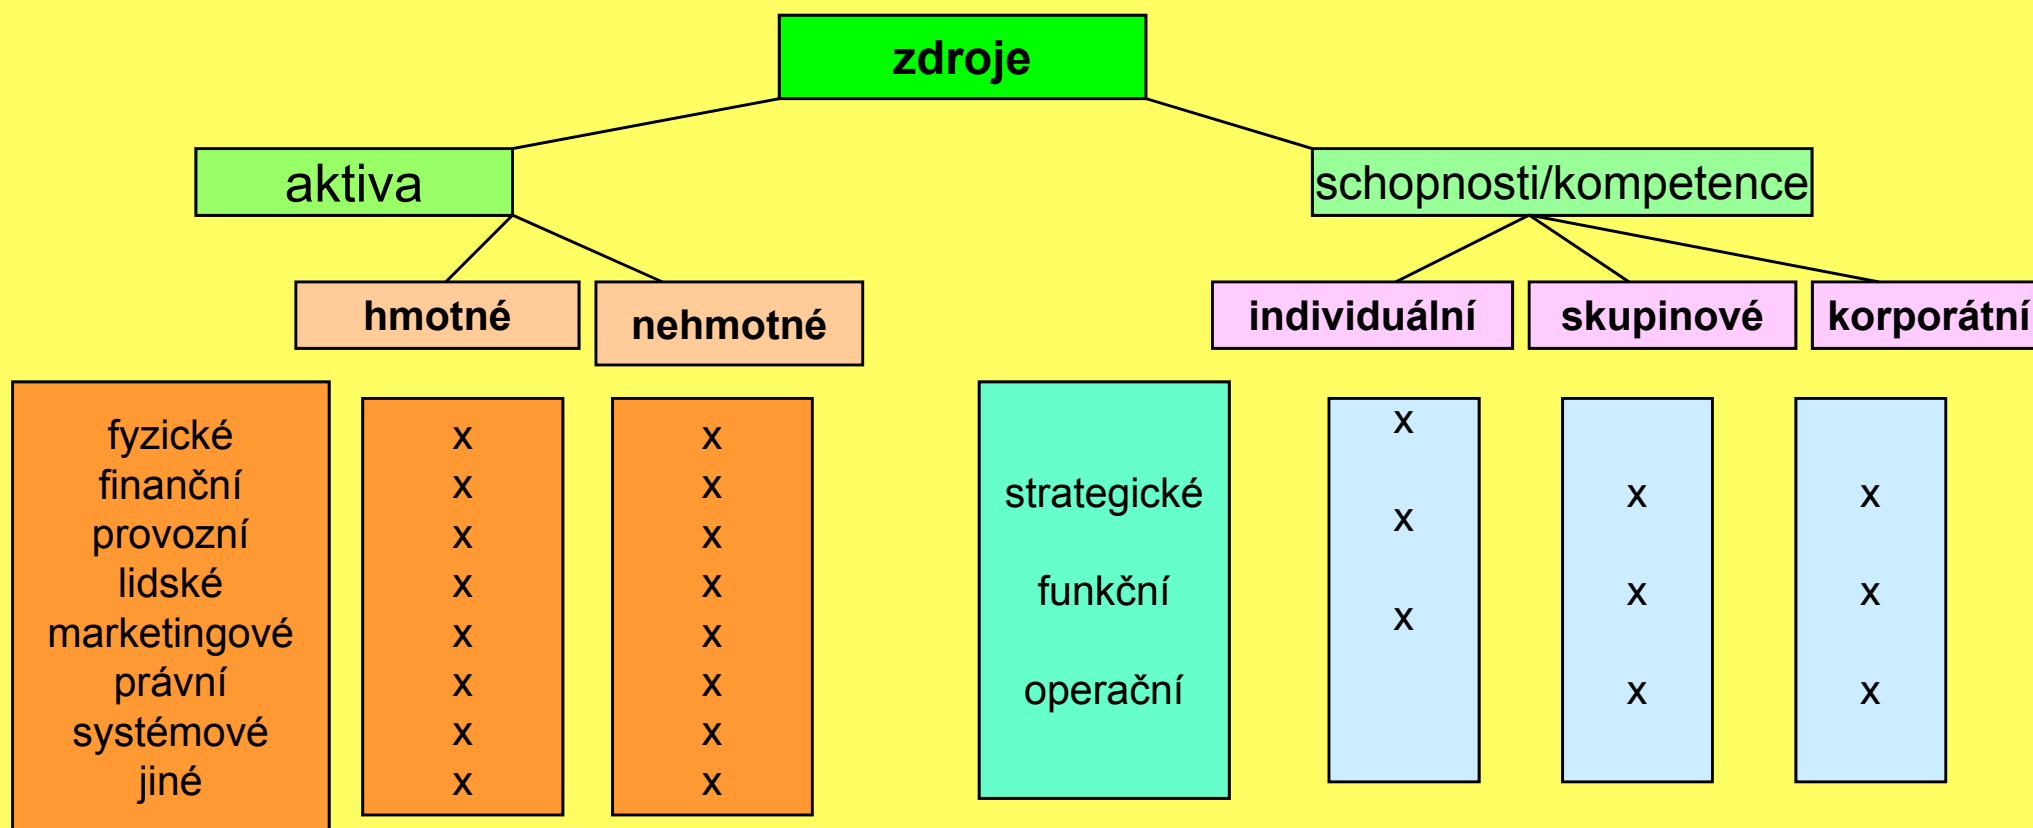 zdroje
aktiva
schopnosti/kompetence
hmotné
nehmotné
individuální
skupinové
korporátní
fyzické x x
finanční x x
provozní x x
lidské x x
marketingové x x
právní x x
systémové x x
jiné x x
x
strategické x x
x
funkční x x
x
operační x x